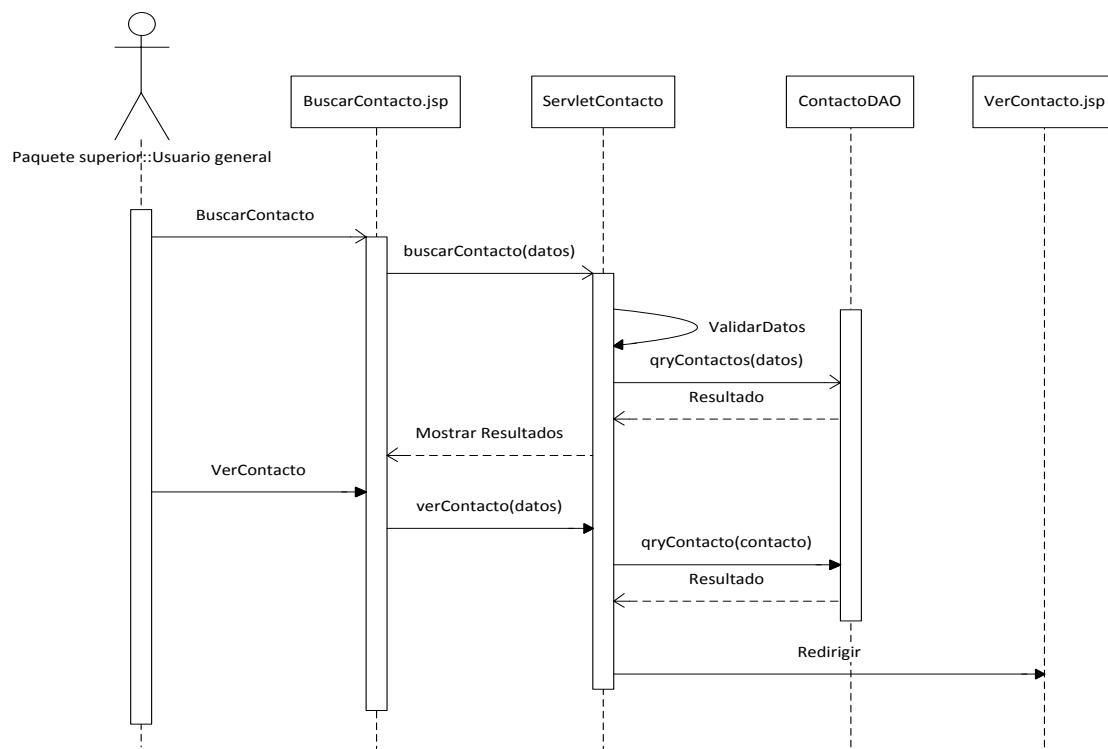 BuscarContacto.jsp
ServletContacto
ContactoDAO
VerContacto.jsp
Paquete superior::Usuario general
BuscarContacto
buscarContacto(datos)
ValidarDatos
qryContactos(datos)
Resultado
Mostrar Resultados
VerContacto
verContacto(datos)
qryContacto(contacto)
Resultado
Redirigir